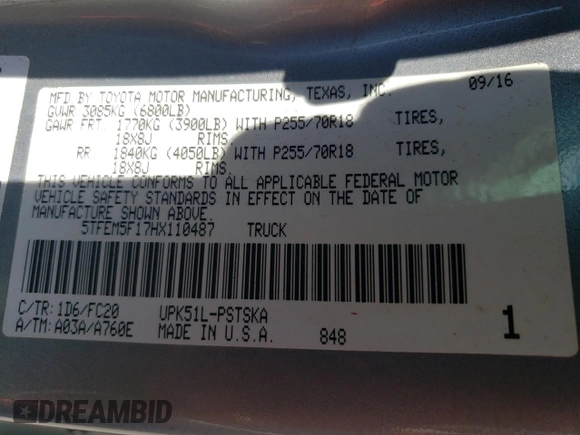 MFD BY TOYOTA MOTOR MANUFACTURING, TEXAS, INC. 09/16
GVWR 3085KG (6800LB)
GAWR FRT. 1770KG (3900LB) WITH P255/70R18 TIRES,
18X8J RIMS
RR 1840KG (4050LB) WITH P255/70R18 TIRES,
18X8J RIMS.
THIS VEHICLE CONFORMS TO ALL APPLICABLE FEDERAL MOTOR
VEHICLE SAFETY STANDARDS IN EFFECT ON THE DATE OF
MANUFACTURE SHOWN ABOVE.
5TFEM5F17HX110487 TRUCK
C/TR: 1D6/FC20 UPK51L-PSTSKA
A/TM: A03A/A760E MADE IN U.S.A. 848 1
DREAMBID